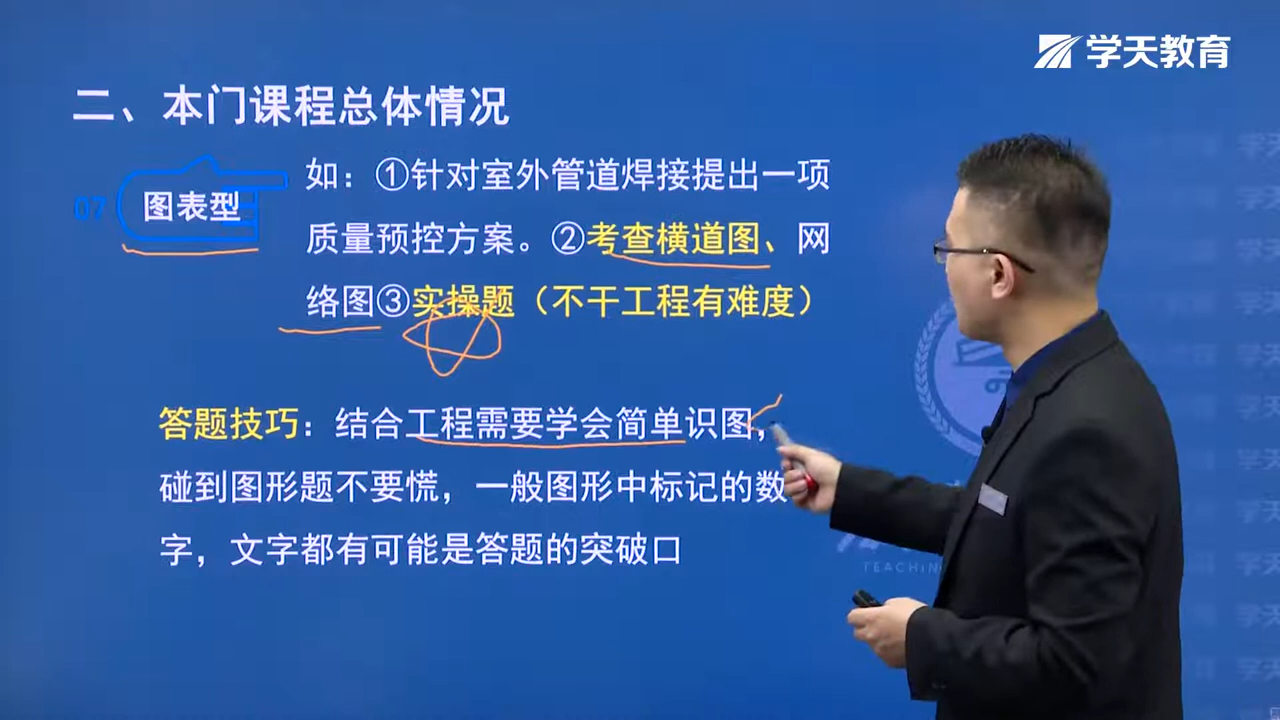 学天教育
二、本门课程总体情况
07 图表型
如：①针对室外管道焊接提出一项
质量预控方案。②考查横道图、网
络图③实操题（不干工程有难度）
答题技巧：结合工程需要学会简单识图，
碰到图形题不要慌，一般图形中标记的数
字，文字都有可能是答题的突破口
TEACHIN